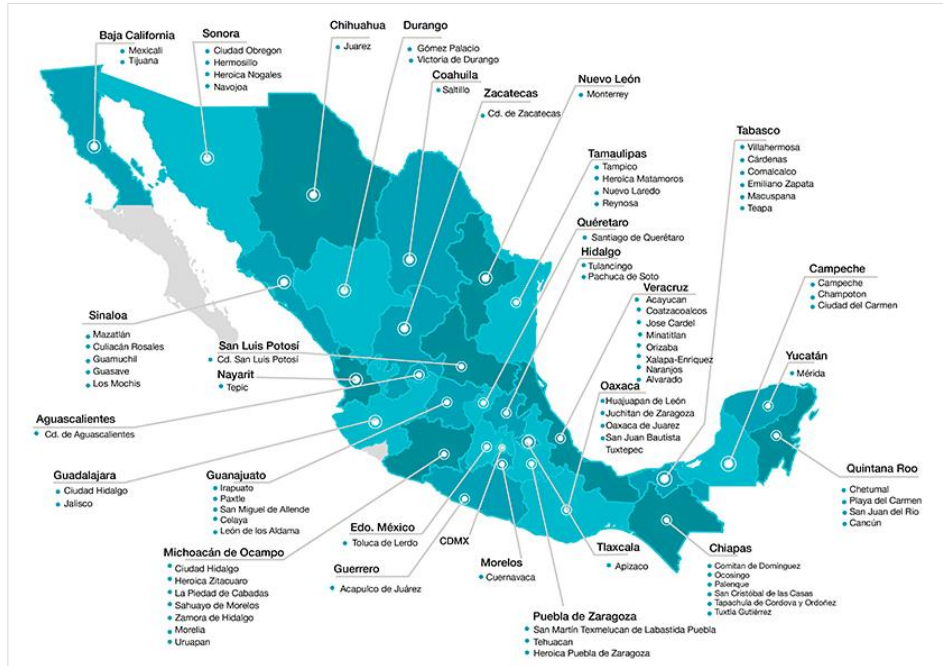 Baja California
Mexicali
Tijuana
Sonora
Ciudad Obregon
Hermosillo
Heroica Nogales
Navojoa
Chihuahua
Juarez
Durango
Gómez Palacio
Victoria de Durango
Coahuila
Saltillo
Zacatecas
Cd. de Zacatecas
Nuevo León
Monterrey
Tamaulipas
Tampico
Heroica Matamoros
Nuevo Laredo
Reynosa
Tabasco
Villahermosa
Cárdenas
Comalcalco
Emiliano Zapata
Macuspana
Teapa
Quéretaro
Santiago de Querétaro
Hidalgo
Tulancingo
Pachuca de Soto
Veracruz
Acayucan
Coatzacoalcos
Jose Cardel
Minatitlan
Orizaba
Xalapa-Enriquez
Naranjos
Alvarado
Campeche
Campeche
Champoton
Ciudad del Carmen
Yucatán
Mérida
Sinaloa
Mazatlán
Culiacán Rosales
Guamuchil
Guasave
Los Mochis
San Luis Potosí
Cd. San Luis Potosí
Nayarit
Tepic
Oaxaca
Huajuapan de León
Juchitan de Zaragoza
Oaxaca de Juarez
San Juan Bautista
Tuxtepec
Aguascalientes
Cd. de Aguascalientes
Guadalajara
Ciudad Hidalgo
Jalisco
Guanajuato
Irapuato
Paxtle
San Miguel de Allende
Celaya
León de los Aldama
Quintana Roo
Chetumal
Playa del Carmen
San Juan del Rio
Cancún
Edo. México
Toluca de Lerdo
CDMX
Michoacán de Ocampo
Ciudad Hidalgo
Heroica Zitacuaro
La Piedad de Cabadas
Sahuayo de Morelos
Zamora de Hidalgo
Morelia
Uruapan
Guerrero
Acapulco de Juárez
Morelos
Cuernavaca
Tlaxcala
Apizaco
Chiapas
Comitan de Domínguez
Ocosingo
Palenque
San Cristóbal de las Casas
Tapachula de Cordova y Ordoñez
Tuxtla Gutiérrez
Puebla de Zaragoza
San Martín Texmelucan de Labastida Puebla
Tehuacan
Heroica Puebla de Zaragoza